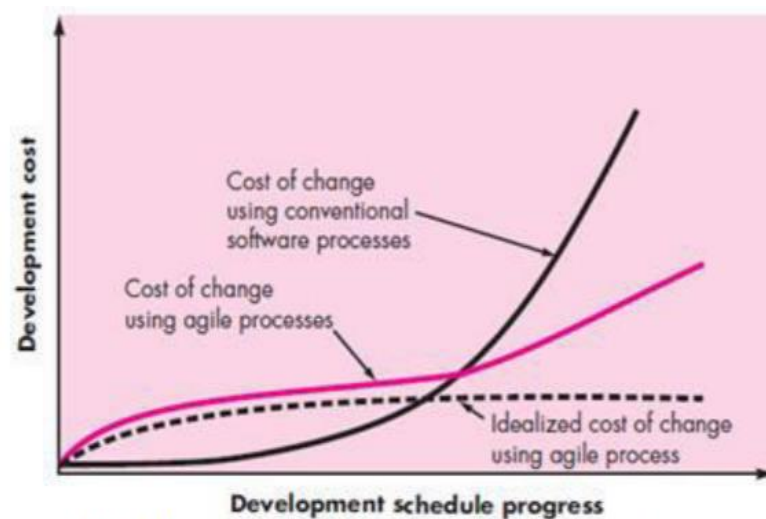 Development cost
Cost of change
using conventional
software processes
Cost of change
using agile processes
Idealized cost of change
using agile process
Development schedule progress